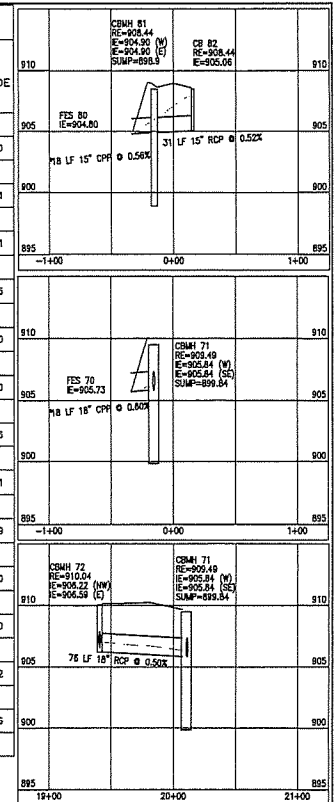 DE
CBMH 81
RE=908.44
IE=904.90 (W)
IE=904.90 (E)
SUMP=898.9
CB 82
RE=908.44
IE=905.06
910
910
FES 80
IE=904.80
905
905
*18 LF 15" CPP @ 0.56%
31 LF 15" RCP @ 0.52%
900
900
895
895
-1+00
0+00
1+00
910
910
CBMH 71
RE=909.49
IE=905.84 (W)
IE=905.84 (SE)
SUMP=899.84
FES 70
IE=905.73
905
905
*18 LF 18" CPP @ 0.60%
900
900
895
895
-1+00
0+00
1+00
CBMH 72
RE=910.04
IE=906.22 (NW)
IE=906.59 (E)
CBMH 71
RE=909.49
IE=905.84 (W)
IE=905.84 (SE)
SUMP=899.84
910
910
905
905
76 LF 18" RCP @ 0.50%
900
900
895
895
19+00
20+00
21+00